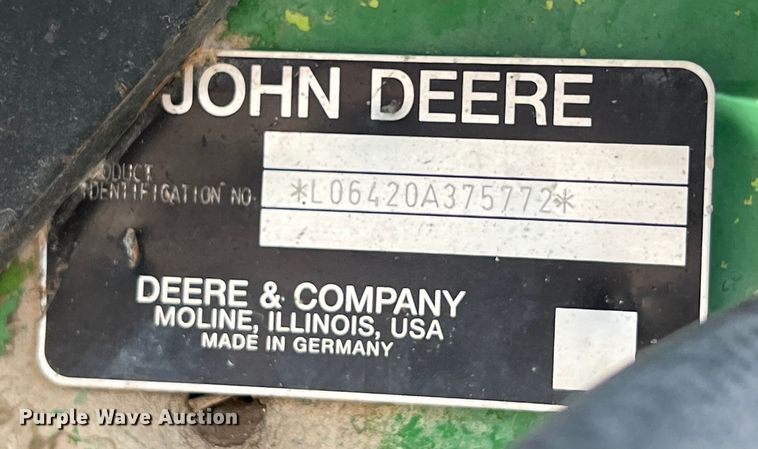 JOHN DEERE
PRODUCT
IDENTIFICATION NO. *L06420A375772*
DEERE & COMPANY
MOLINE, ILLINOIS, USA
MADE IN GERMANY
Purple Wave Auction